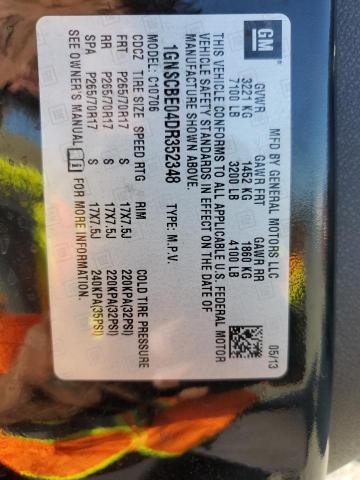 GM
MFD BY GENERAL MOTORS LLC 05/13
GVWR GAWR FRT GAWR RR
3221 KG 1452 KG 1860 KG
7100 LB 3200 LB 4100 LB
THIS VEHICLE CONFORMS TO ALL APPLICABLE U.S. FEDERAL MOTOR
VEHICLE SAFETY STANDARDS IN EFFECT ON THE DATE OF
MANUFACTURE SHOWN ABOVE.
1GNSCBE04DR352348 TYPE: M.P.V.
MODEL: C10706
CDCZ TIRE SIZE SPEED RTG RIM COLD TIRE PRESSURE
FRT P265/70R17 S 17X7.5J 220KPA(32PSI)
RR P265/70R17 S 17X7.5J 220KPA(32PSI)
SPA P265/70R17 S 17X7.5J 240KPA(35PSI)
SEE OWNER'S MANUAL FOR MORE INFORMATION.